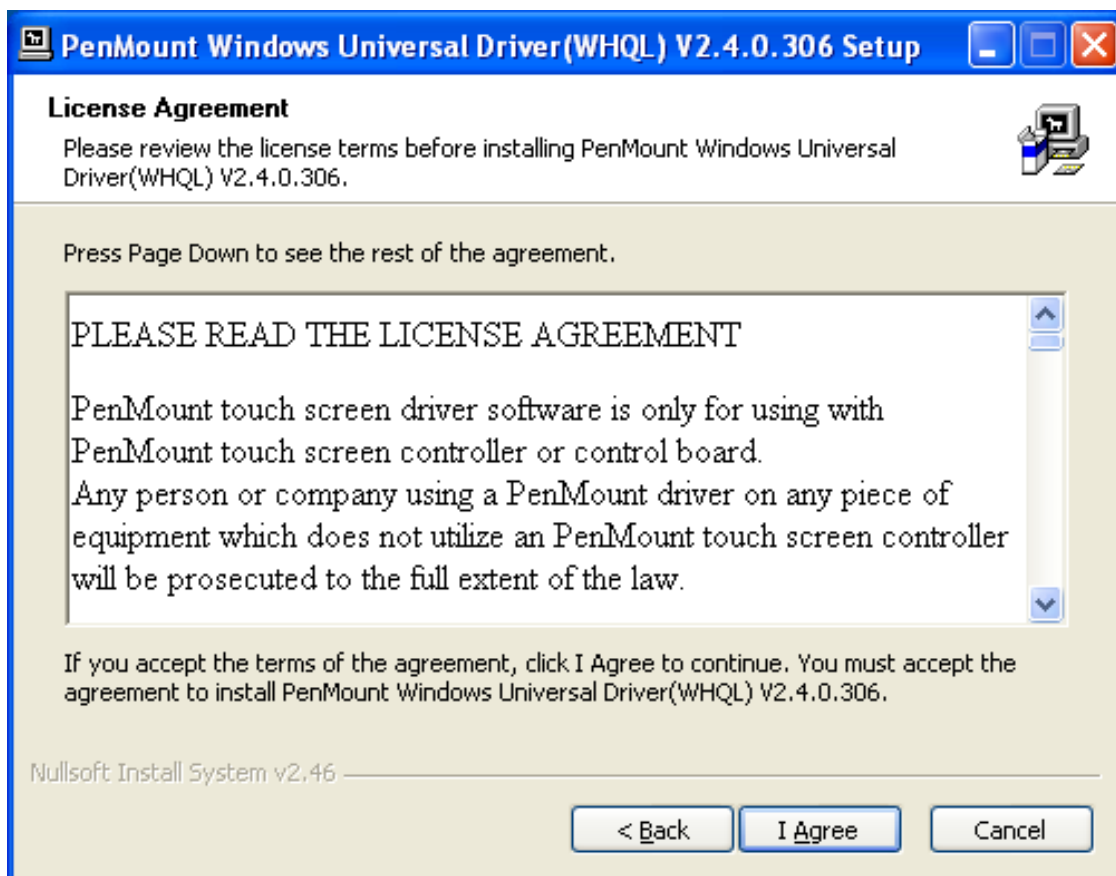 PenMount Windows Universal Driver(WHQL) V2.4.0.306 Setup
License Agreement
Please review the license terms before installing PenMount Windows Universal
Driver(WHQL) V2.4.0.306.
Press Page Down to see the rest of the agreement.
PLEASE READ THE LICENSE AGREEMENT
PenMount touch screen driver software is only for using with
PenMount touch screen controller or control board.
Any person or company using a PenMount driver on any piece of
equipment which does not utilize an PenMount touch screen controller
will be prosecuted to the full extent of the law.
If you accept the terms of the agreement, click I Agree to continue. You must accept the
agreement to install PenMount Windows Universal Driver(WHQL) V2.4.0.306.
Nullsoft Install System v2.46
< Back
I Agree
Cancel